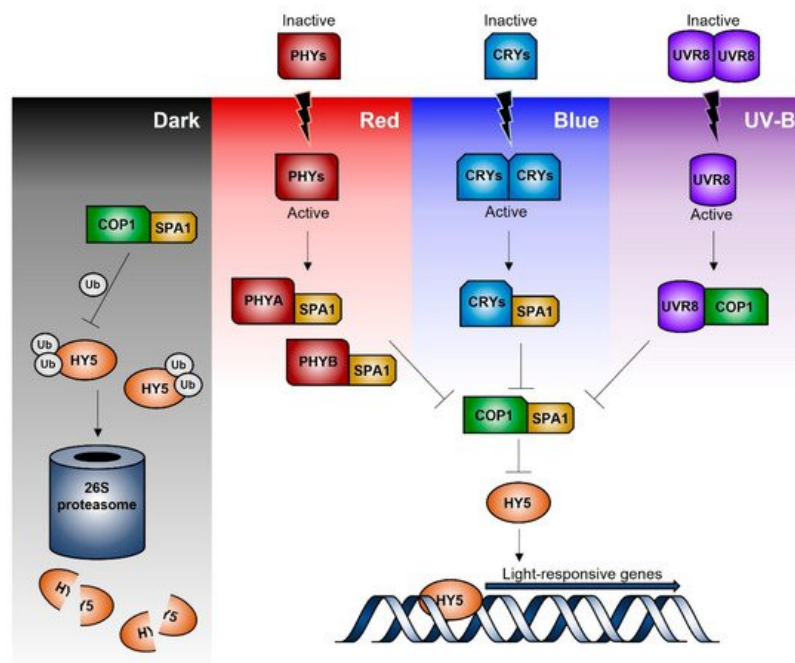 Inactive
PHYs
Inactive
CRYs
Inactive
UVR8 UVR8
Dark
Red
Blue
UV-B
PHYs
Active
CRYs CRYs
Active
UVR8
Active
COP1 SPA1
Ub
Ub
Ub
HY5
Ub
Ub
HY5
26S
proteasome
HY5
HY5
PHYA SPA1
PHYB SPA1
CRYs SPA1
UVR8 COP1
COP1 SPA1
HY5
Light-responsive genes
HY5